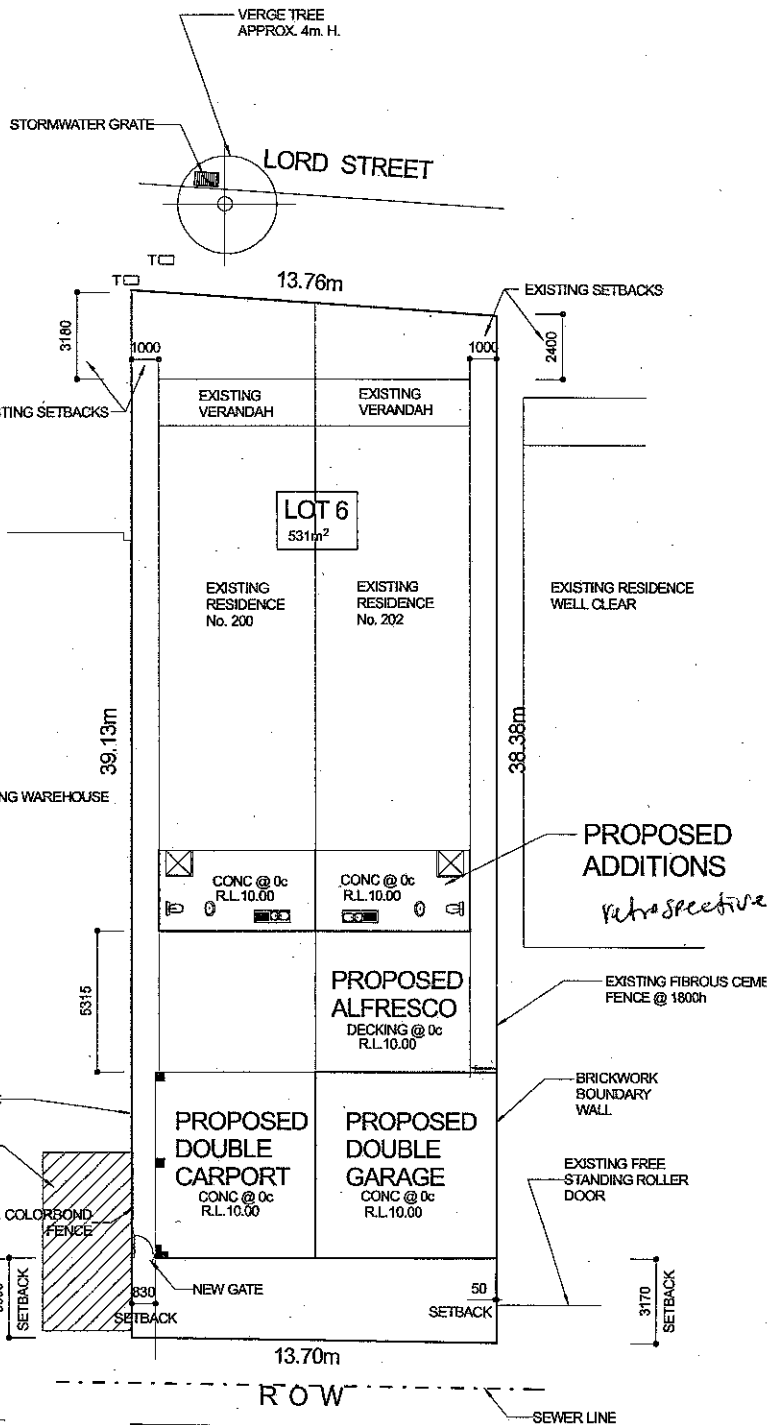 VERGE TREE
APPROX. 4m. H.
STORMWATER GRATE
LORD STREET
T
T
13.76m
EXISTING SETBACKS
3180
1000
1000
2400
TING SETBACKS
EXISTING
VERANDAH
EXISTING
VERANDAH
LOT 6
531m²
EXISTING
RESIDENCE
No. 200
EXISTING
RESIDENCE
No. 202
EXISTING RESIDENCE
WELL CLEAR
39.13m
38.38m
NG WAREHOUSE
PROPOSED
ADDITIONS
retrospective
CONC @ 0c
R.L.10.00
CONC @ 0c
R.L.10.00
5315
PROPOSED
ALFRESCO
DECKING @ 0c
R.L.10.00
EXISTING FIBROUS CEME
FENCE @ 1800h
BRICKWORK
BOUNDARY
WALL
PROPOSED
DOUBLE
CARPORT
CONC @ 0c
R.L.10.00
PROPOSED
DOUBLE
GARAGE
CONC @ 0c
R.L.10.00
EXISTING FREE
STANDING ROLLER
DOOR
COLORBOND
FENCE
NEW GATE
SETBACK
830
SETBACK
50
SETBACK
3170
SETBACK
13.70m
R O W
SEWER LINE